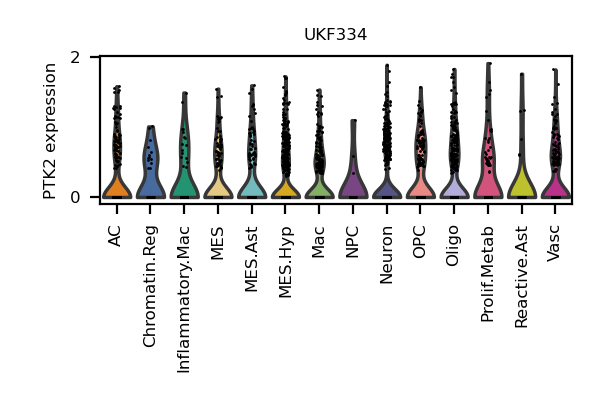 UKF334
PTK2 expression
2
0
AC
Chromatin.Reg
Inflammatory.Mac
MES
MES.Ast
MES.Hyp
Mac
NPC
Neuron
OPC
Oligo
Prolif.Metab
Reactive.Ast
Vasc